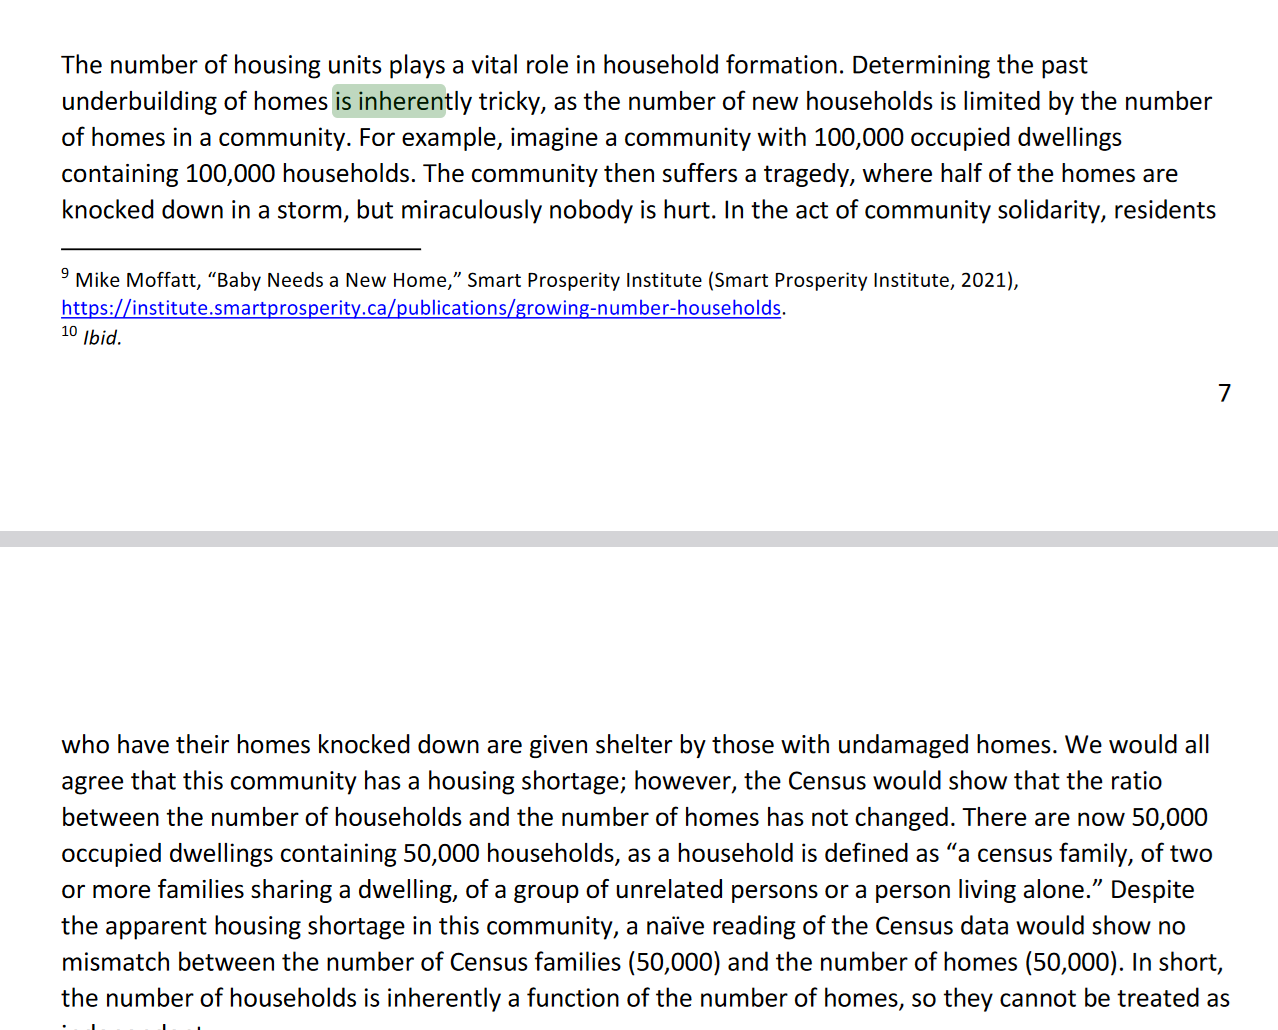 The number of housing units plays a vital role in household formation. Determining the past
underbuilding of homes is inherently tricky, as the number of new households is limited by the number
of homes in a community. For example, imagine a community with 100,000 occupied dwellings
containing 100,000 households. The community then suffers a tragedy, where half of the homes are
knocked down in a storm, but miraculously nobody is hurt. In the act of community solidarity, residents
9 Mike Moffatt, “Baby Needs a New Home,” Smart Prosperity Institute (Smart Prosperity Institute, 2021),
https://institute.smartprosperity.ca/publications/growing-number-households.
10 Ibid.
7
who have their homes knocked down are given shelter by those with undamaged homes. We would all
agree that this community has a housing shortage; however, the Census would show that the ratio
between the number of households and the number of homes has not changed. There are now 50,000
occupied dwellings containing 50,000 households, as a household is defined as “a census family, of two
or more families sharing a dwelling, of a group of unrelated persons or a person living alone.” Despite
the apparent housing shortage in this community, a naïve reading of the Census data would show no
mismatch between the number of Census families (50,000) and the number of homes (50,000). In short,
the number of households is inherently a function of the number of homes, so they cannot be treated as